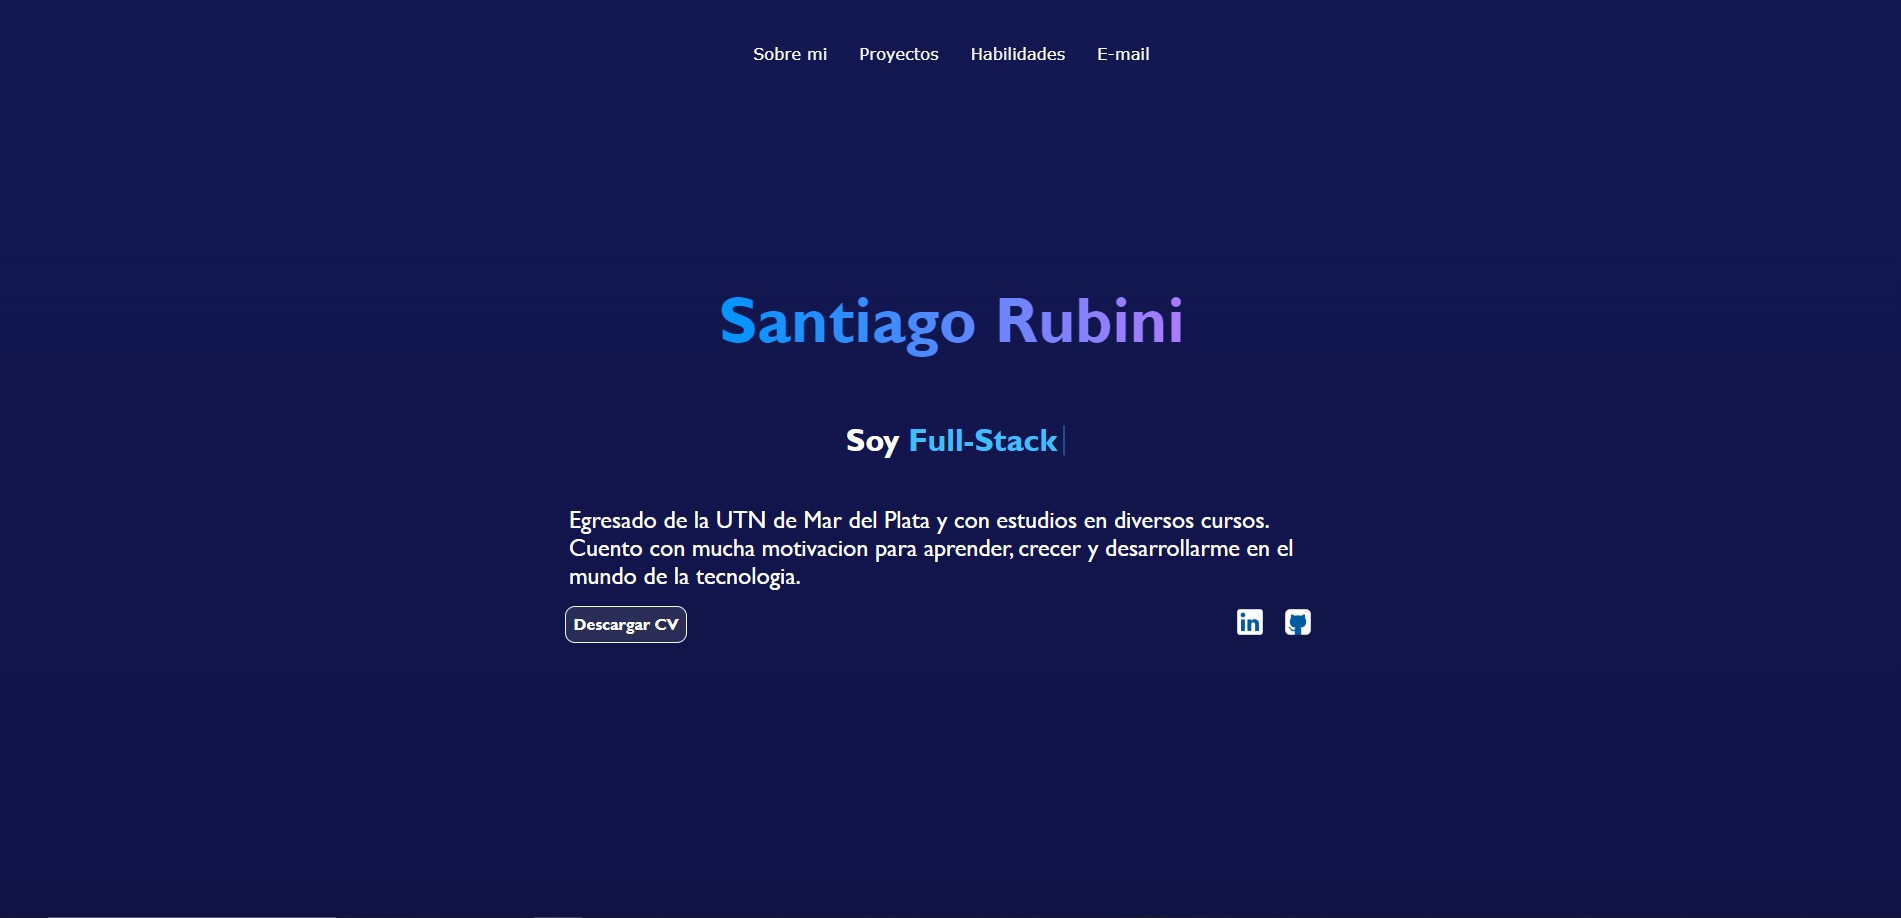 Sobre mi Proyectos Habilidades E-mail
Santiago Rubini
Soy Full-Stack
Egresado de la UTN de Mar del Plata y con estudios en diversos cursos.
Cuento con mucha motivacion para aprender, crecer y desarrollarme en el
mundo de la tecnologia.
Descargar CV
in